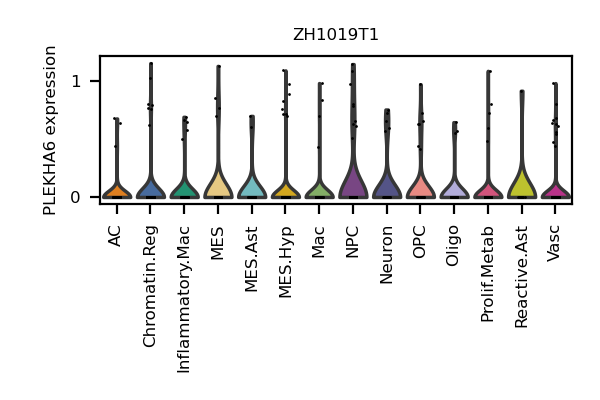 ZH1019T1
PLEKHA6 expression
1
0
AC
Chromatin.Reg
Inflammatory.Mac
MES
MES.Ast
MES.Hyp
Mac
NPC
Neuron
OPC
Oligo
Prolif.Metab
Reactive.Ast
Vasc